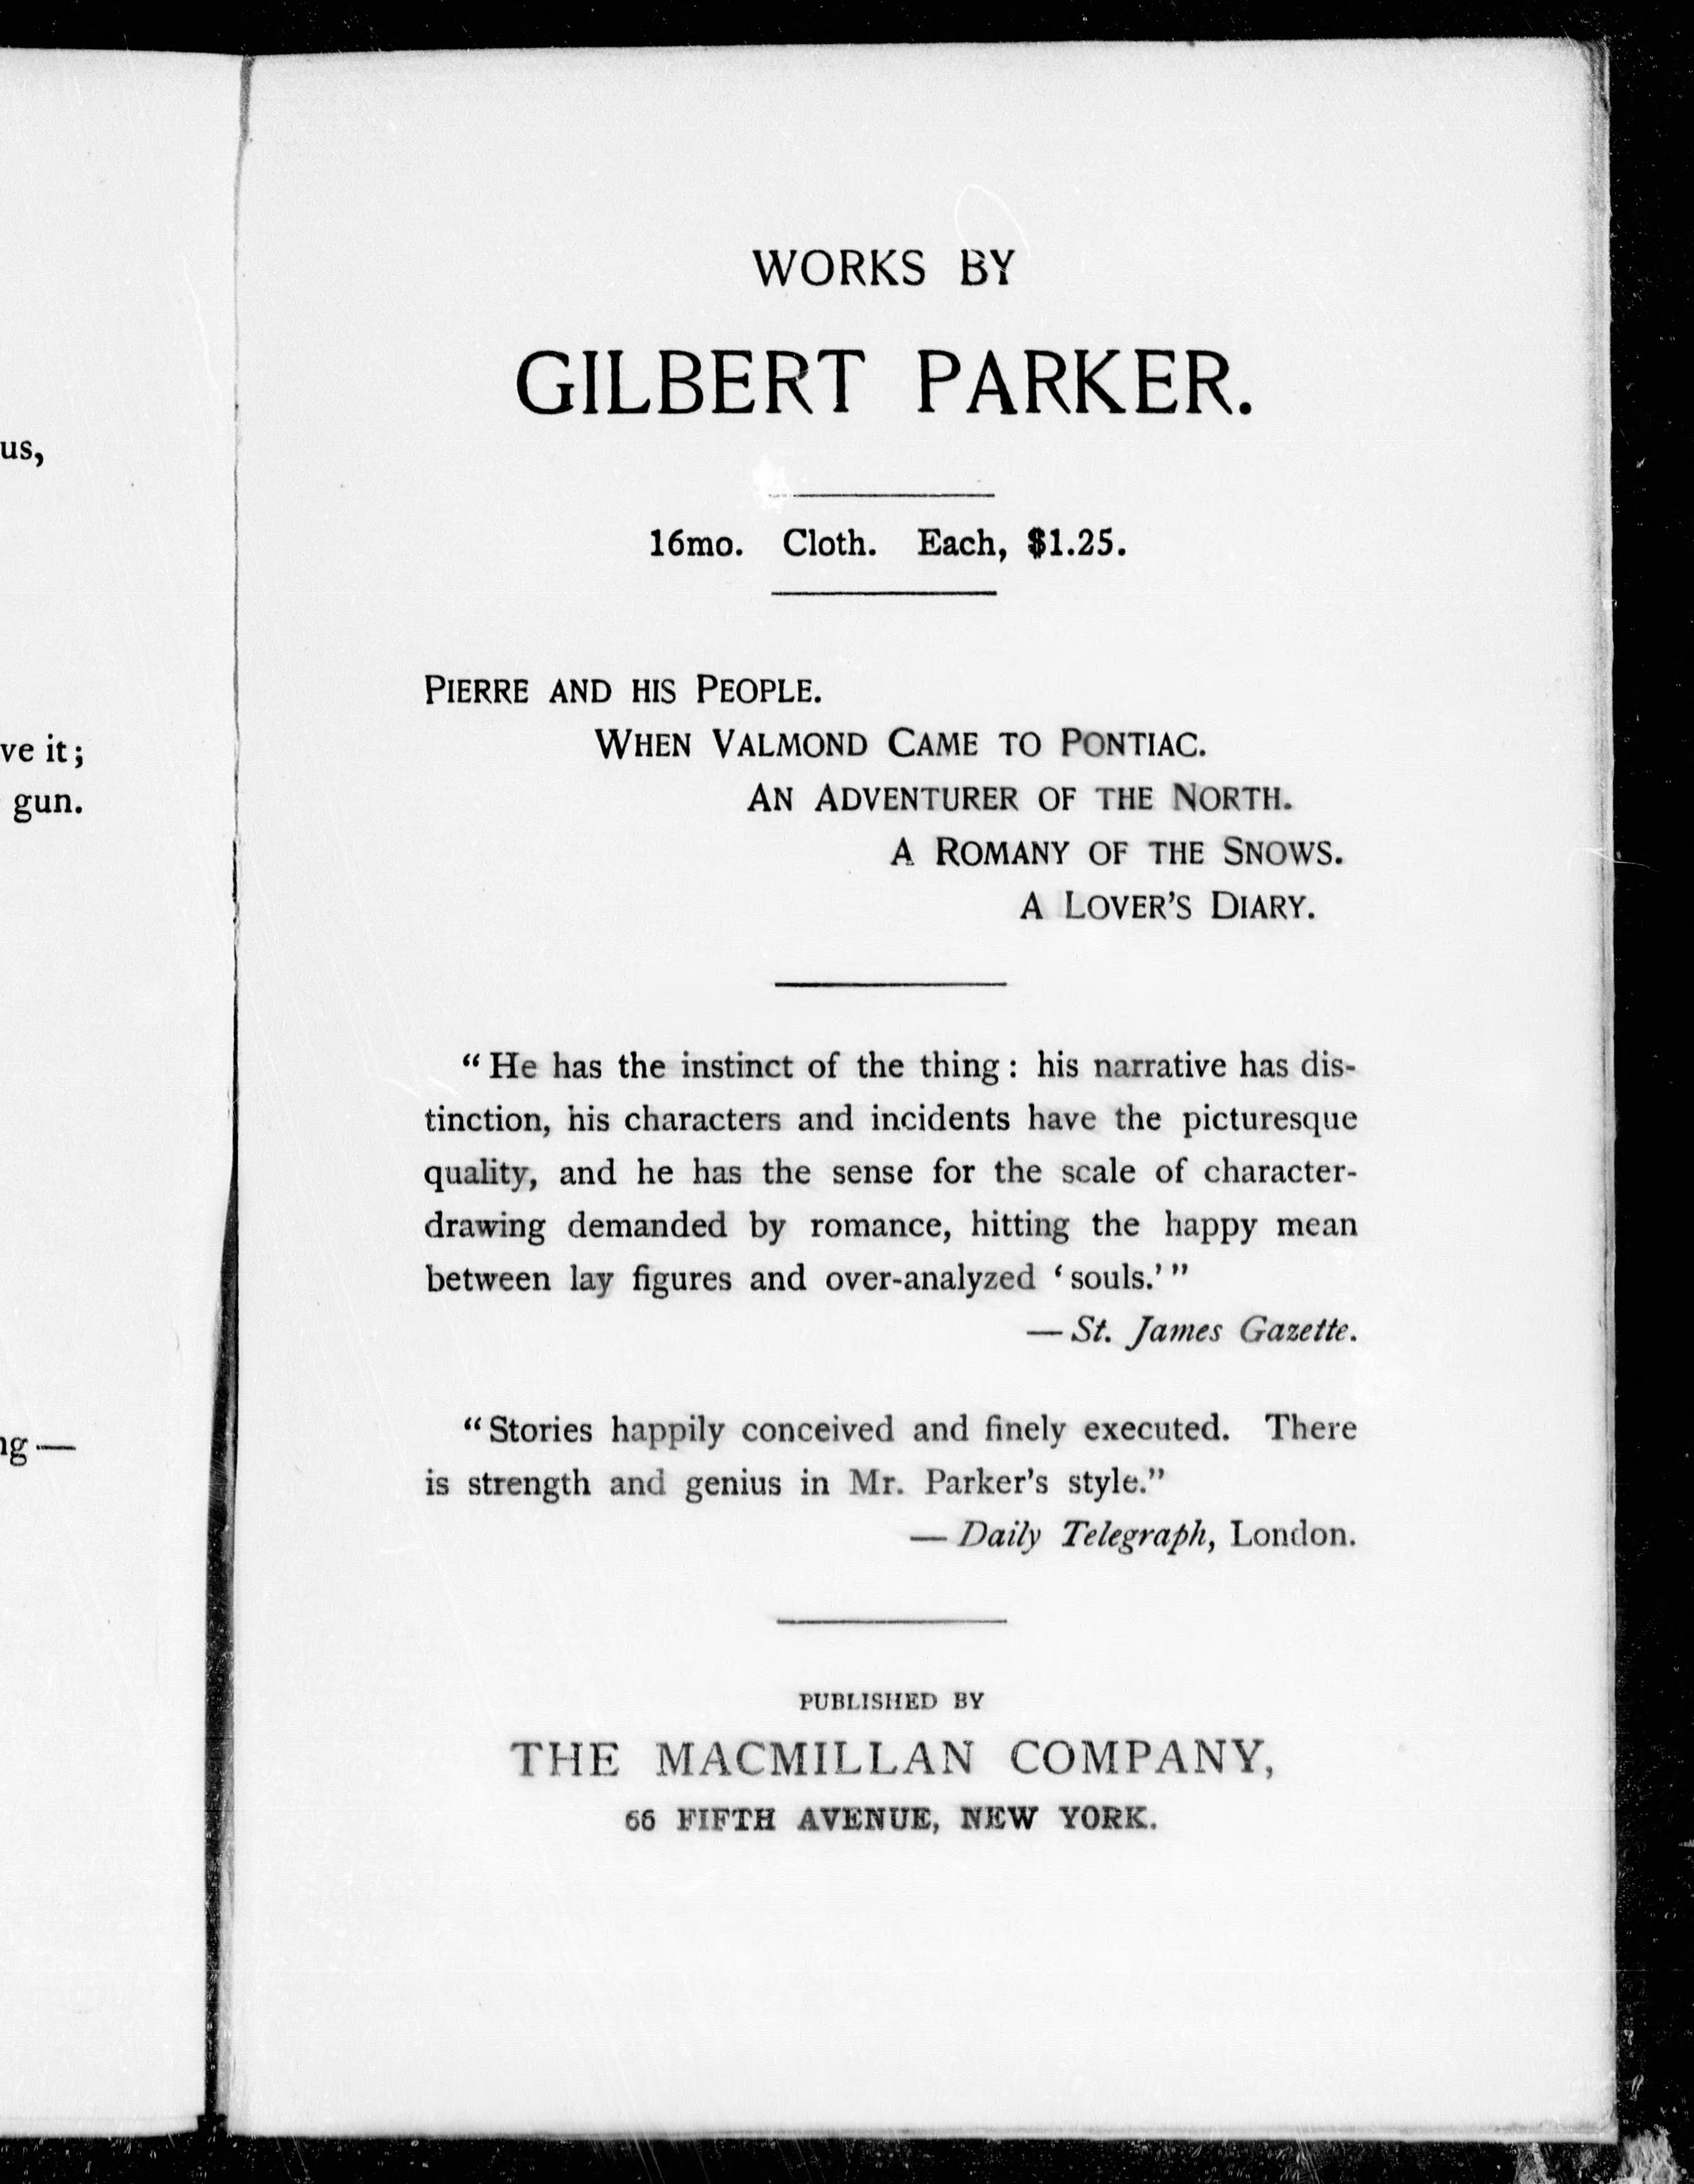 us,
ve it;
gun.
ng—
WORKS BY
GILBERT PARKER.
16mo. Cloth. Each, $1.25.
PIERRE AND HIS PEOPLE.
WHEN VALMOND CAME TO PONTIAC.
AN ADVENTURER OF THE NORTH.
A ROMANY OF THE SNOWS.
A LOVER'S DIARY.
"He has the instinct of the thing: his narrative has dis-
tinction, his characters and incidents have the picturesque
quality, and he has the sense for the scale of character-
drawing demanded by romance, hitting the happy mean
between lay figures and over-analyzed 'souls.'"
—St. James Gazette.
"Stories happily conceived and finely executed. There
is strength and genius in Mr. Parker's style."
—Daily Telegraph, London.
PUBLISHED BY
THE MACMILLAN COMPANY,
66 FIFTH AVENUE, NEW YORK.